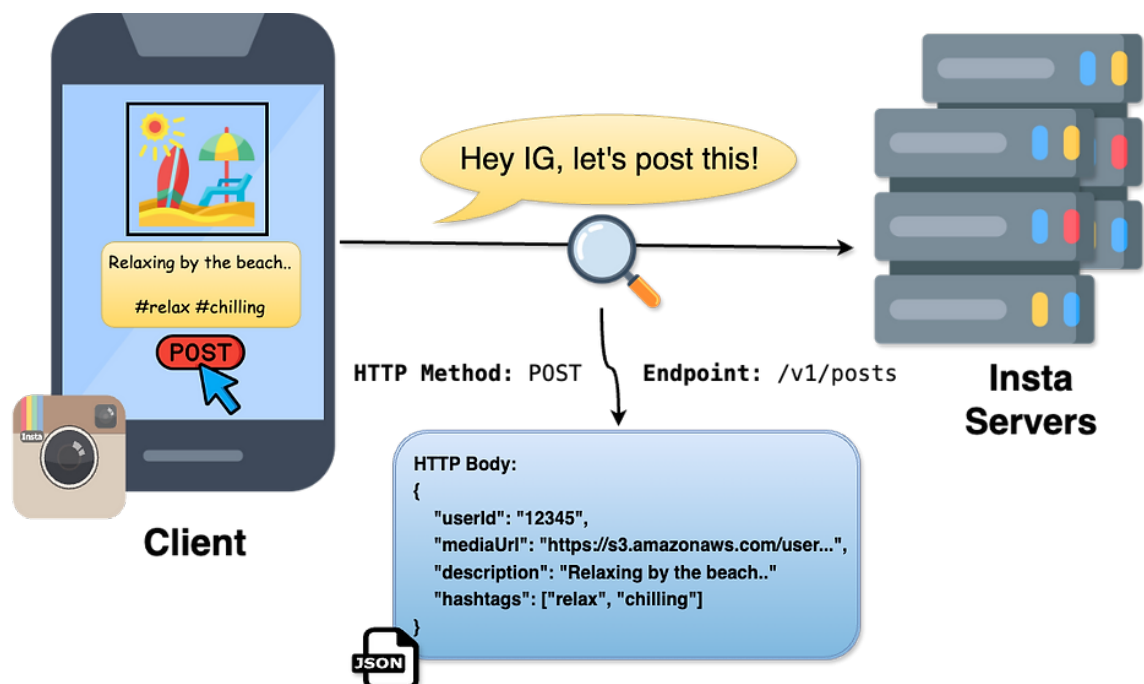 Hey IG, let's post this!
Relaxing by the beach..
#relax #chilling
POST
Insta
Client
HTTP Method: POST
Endpoint: /v1/posts
Insta
Servers
HTTP Body:
{
"userId": "12345",
"mediaUrl": "https://s3.amazonaws.com/user...",
"description": "Relaxing by the beach.."
"hashtags": ["relax", "chilling"]
}
JSON